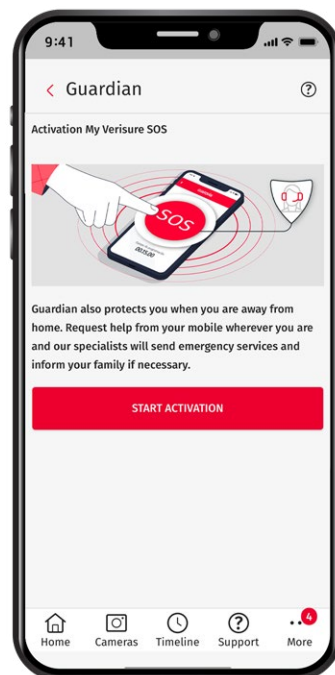 9:41
Guardian
Activation My Verisure SOS
SOS
Guardian also protects you when you are away from
home. Request help from your mobile wherever you are
and our specialists will send emergency services and
inform your family if necessary.
START ACTIVATION
4
Home Cameras Timeline Support More